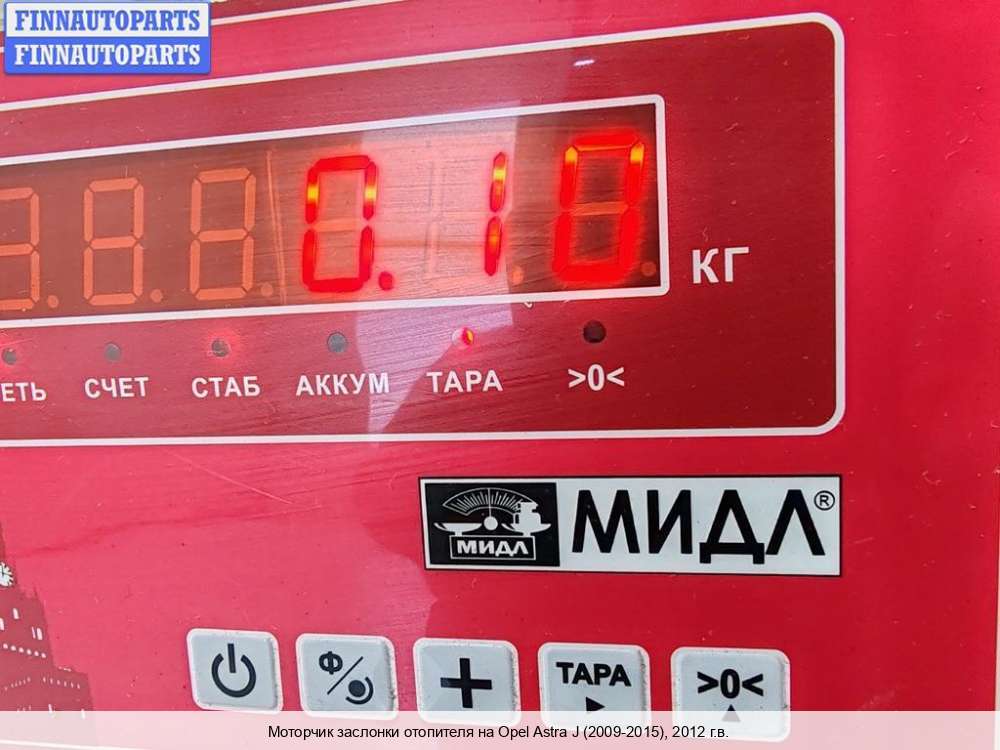 FINNAUTOPARTS
FINNAUTOPARTS
0.10
КГ
ЕТЬ СЧЕТ СТАБ АККУМ ТАРА >0<
МИДЛ
МИДЛ®
Ф
+ ТАРА >0<
Моторчик заслонки отопителя на Opel Astra J (2009-2015), 2012 г.в.